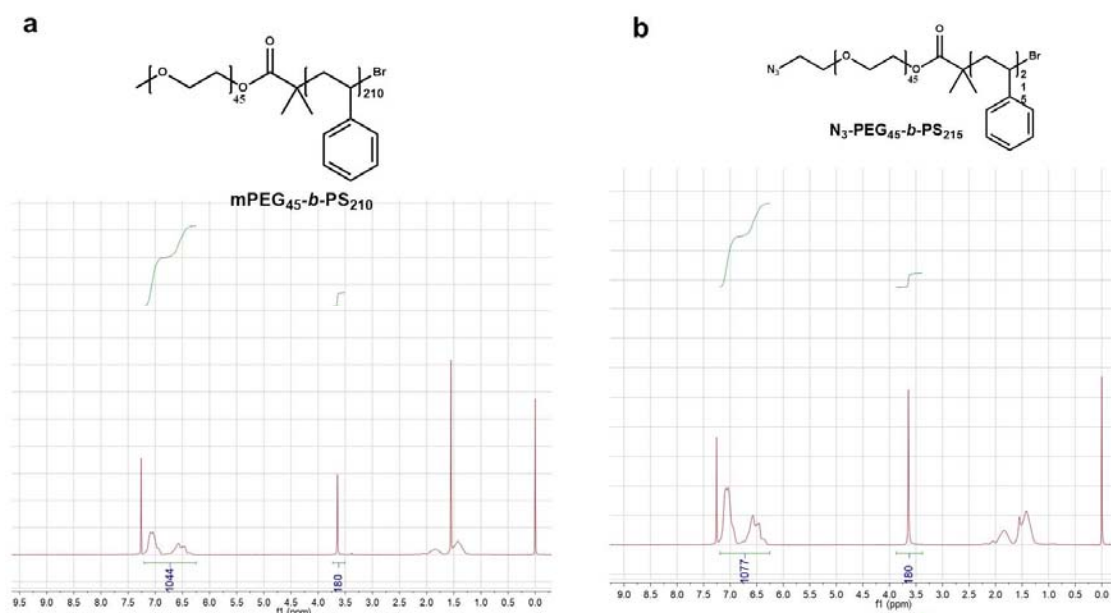 a
O
O
O
Br
45
210
mPEG45-b-PS210
1044
180
9.5 9.0 8.5 8.0 7.5 7.0 6.5 6.0 5.5 5.0 4.5 4.0 3.5 3.0 2.5 2.0 1.5 1.0 0.5 0.0
f1 (ppm)
b
O
N3
O
O
Br
45
2
1
5
N3-PEG45-b-PS215
1077
180
9.0 8.5 8.0 7.5 7.0 6.5 6.0 5.5 5.0 4.5 4.0 3.5 3.0 2.5 2.0 1.5 1.0 0.5 0.0
f1 (ppm)